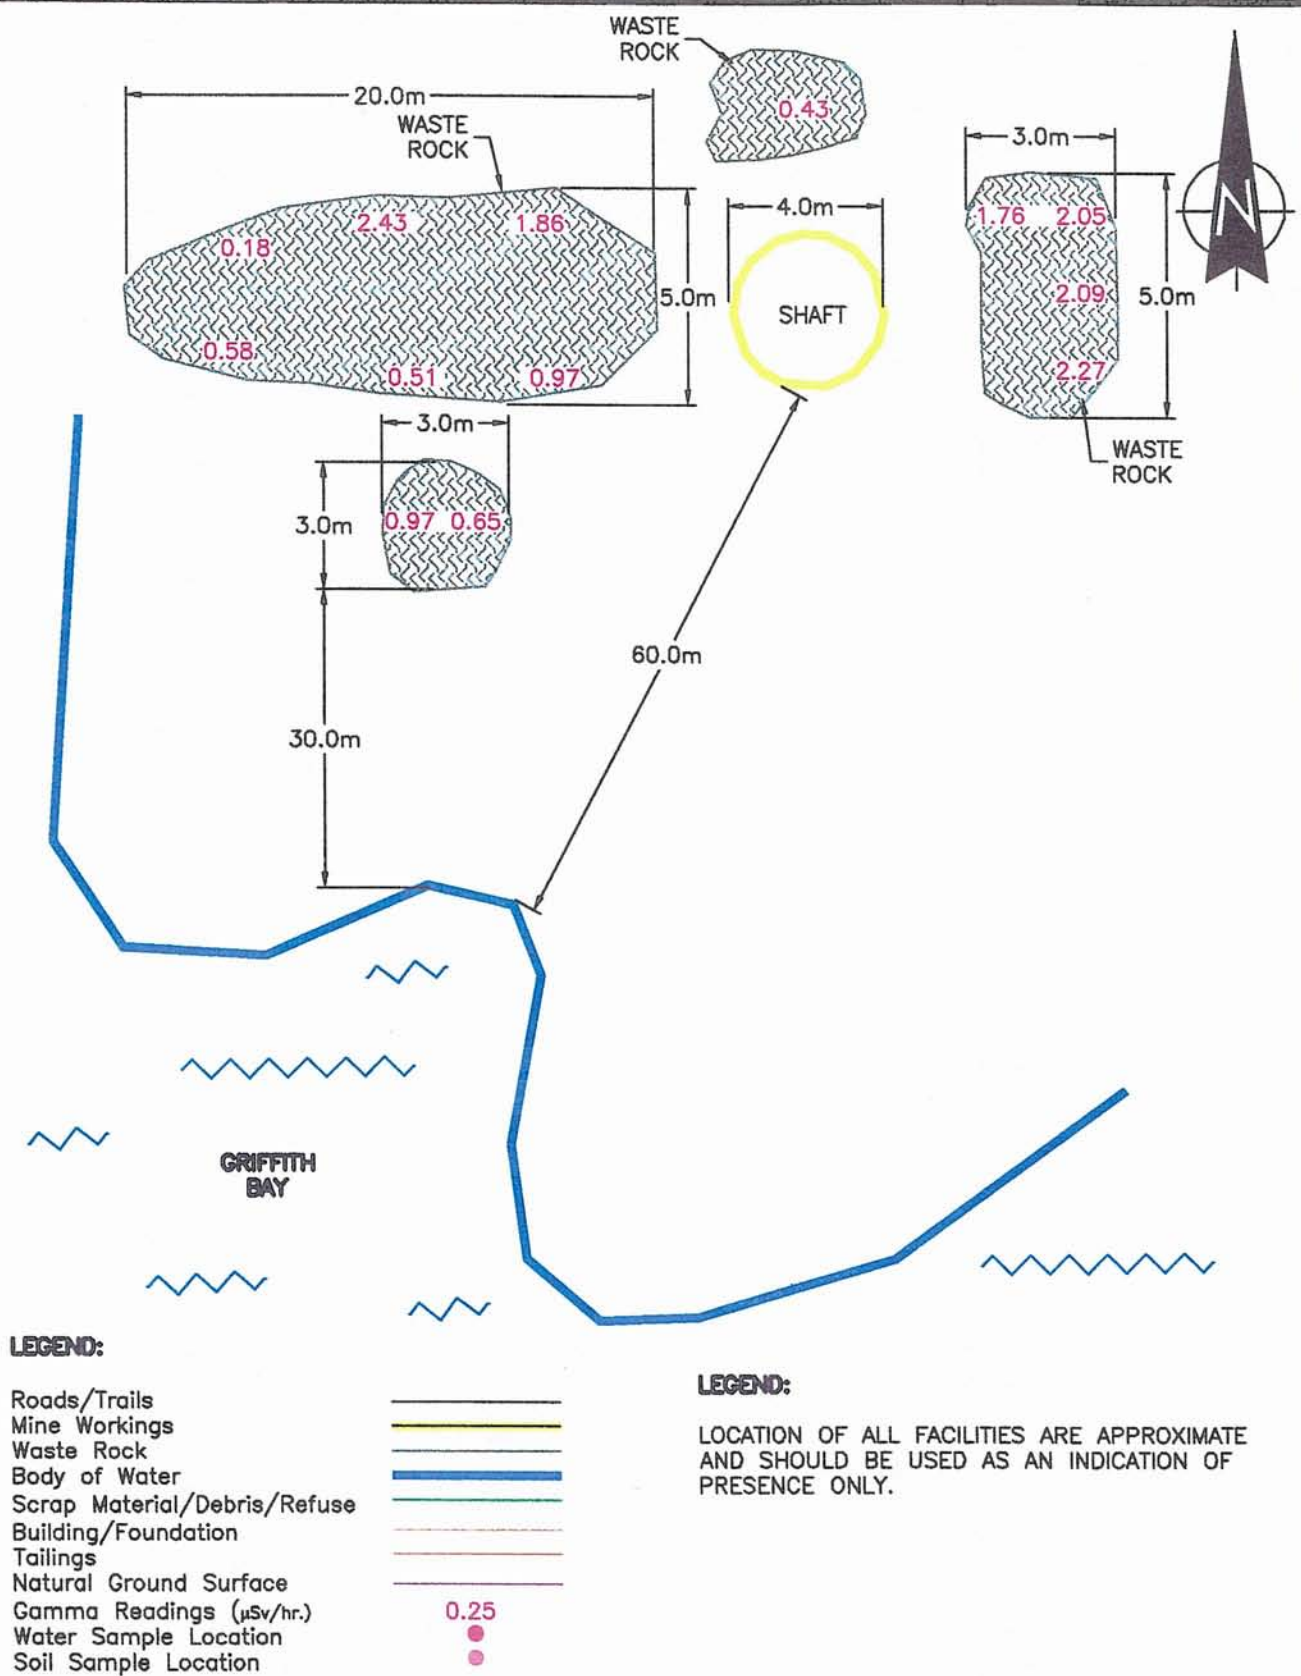 WASTE
ROCK
0.43
20.0m
WASTE
ROCK
3.0m
N
4.0m
1.76 2.05
2.43 1.86
0.18
5.0m
SHAFT
2.09
5.0m
0.58
0.51 0.97
2.27
3.0m
WASTE
ROCK
3.0m
0.97 0.65
60.0m
30.0m
GRIFFITH
BAY
LEGEND:
Roads/Trails
Mine Workings
Waste Rock
Body of Water
Scrap Material/Debris/Refuse
Building/Foundation
Tailings
Natural Ground Surface
Gamma Readings (µSv/hr.) 0.25
Water Sample Location
Soil Sample Location
LEGEND:
LOCATION OF ALL FACILITIES ARE APPROXIMATE
AND SHOULD BE USED AS AN INDICATION OF
PRESENCE ONLY.